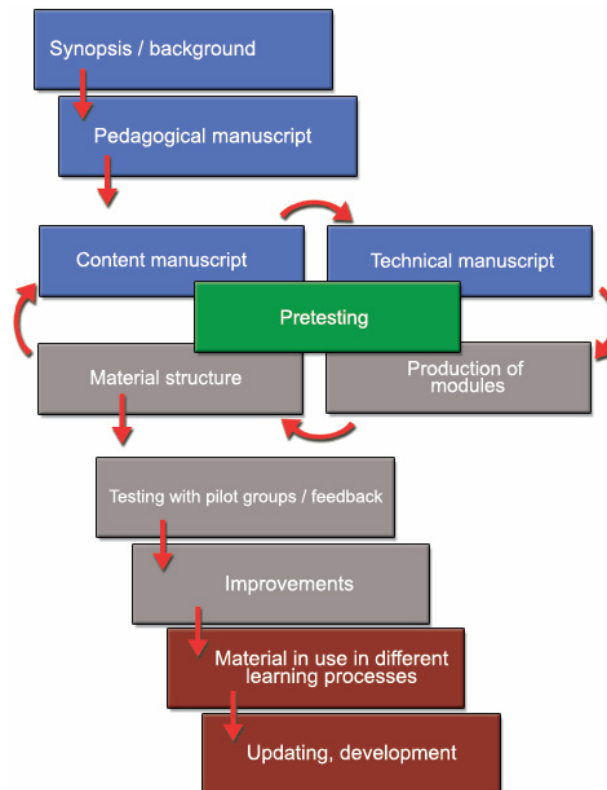 Synopsis / background
Pedagogical manuscript
Content manuscript
Technical manuscript
Pretesting
Material structure
Production of
modules
Testing with pilot groups / feedback
Improvements
Material in use in different
learning processes
Updating, development